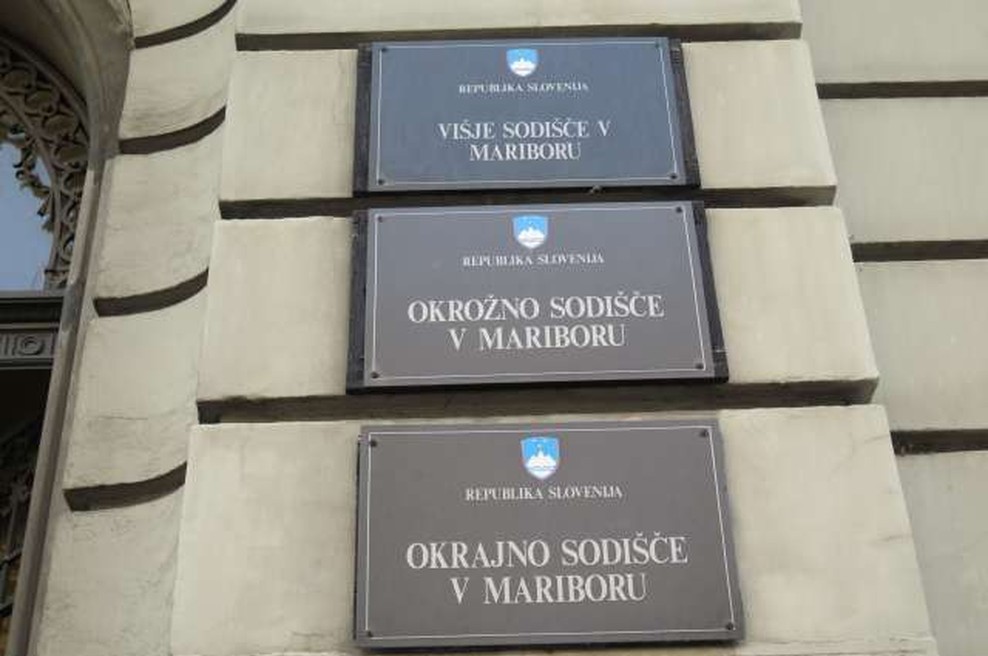 REPUBLIKA SLOVENIJA
VIŠJE SODIŠČE V
MARIBORU
REPUBLIKA SLOVENIJA
OKROŽNO SODIŠČE
V MARIBORU
REPUBLIKA SLOVENIJA
OKRAJNO SODIŠČE
V MARIBORU